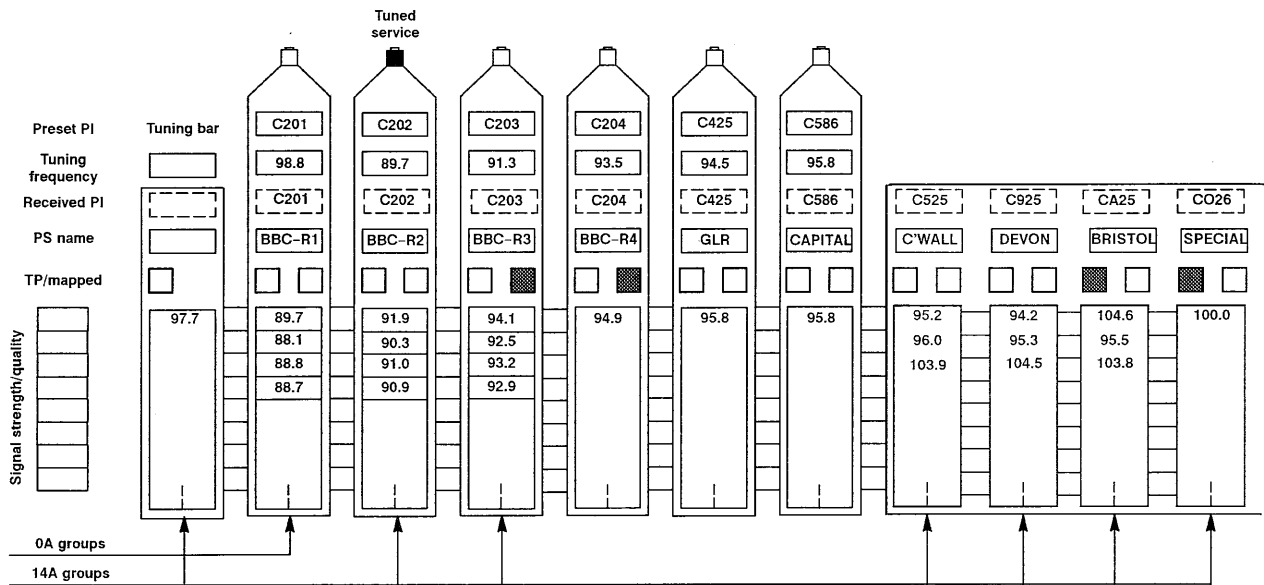 Tuned
service
Preset PI
Tuning bar
C201 C202 C203 C204 C425 C586
Tuning
frequency
98.8 89.7 91.3 93.5 94.5 95.8
Received PI
C201 C202 C203 C204 C425 C586 C525 C925 CA25 CO26
PS name
BBC-R1 BBC-R2 BBC-R3 BBC-R4 GLR CAPITAL C'WALL DEVON BRISTOL SPECIAL
TP/mapped
Signal strength/quality
97.7 89.7 91.9 94.1 94.9 95.8 95.8 95.2 94.2 104.6 100.0
88.1 90.3 92.5 96.0 95.3 95.5
88.8 91.0 93.2 103.9 104.5 103.8
88.7 90.9 92.9
0A groups
14A groups